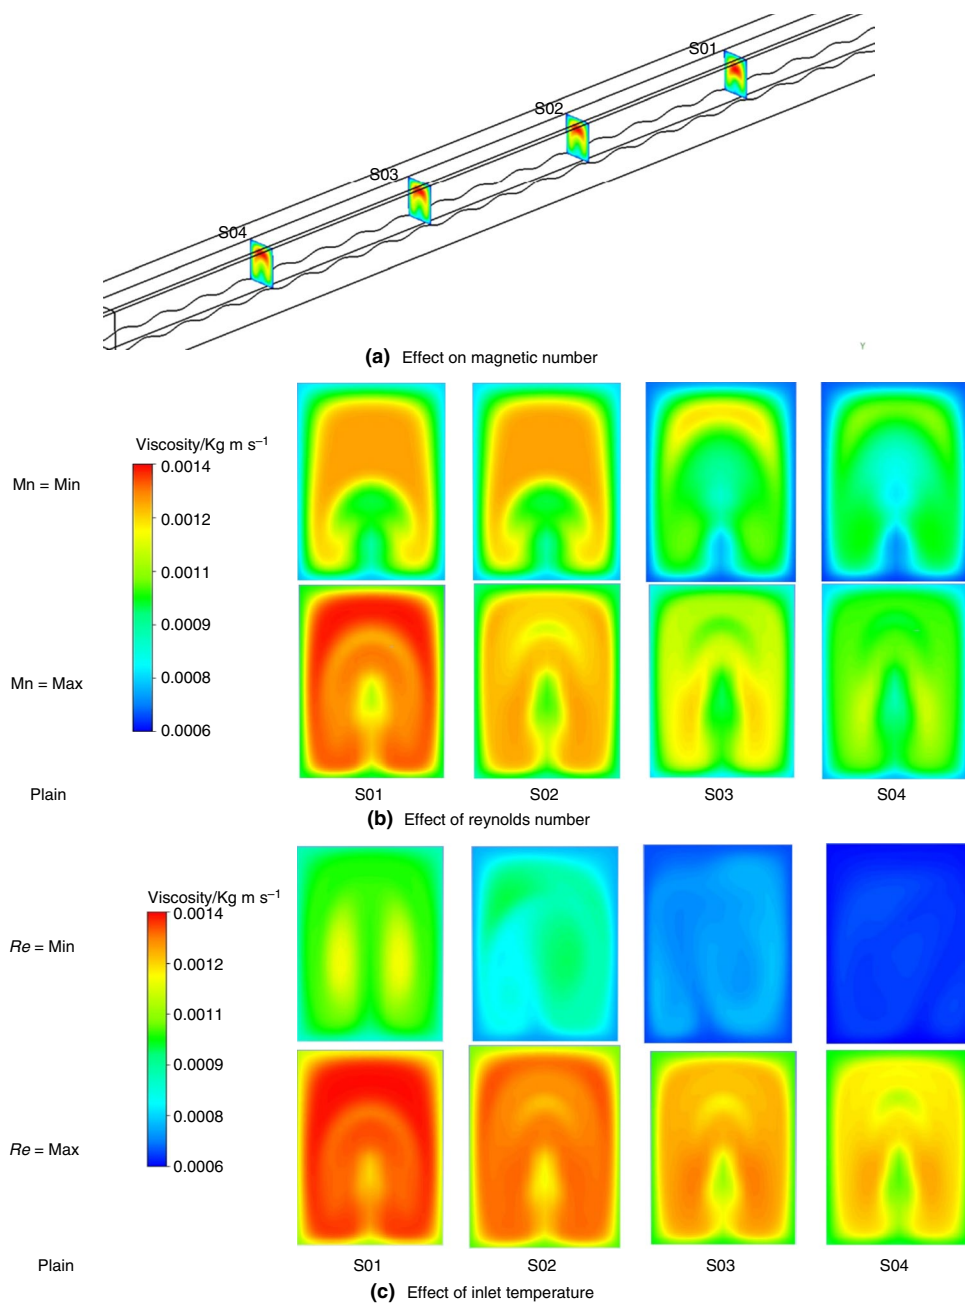 S01
S02
S03
S04
Y
(a) Effect on magnetic number
Viscosity/Kg m s⁻¹
0.0014
0.0012
0.0011
0.0009
0.0008
0.0006
Mn = Min
Mn = Max
Plain S01 S02 S03 S04
(b) Effect of reynolds number
Viscosity/Kg m s⁻¹
0.0014
0.0012
0.0011
0.0009
0.0008
0.0006
Re = Min
Re = Max
Plain S01 S02 S03 S04
(c) Effect of inlet temperature